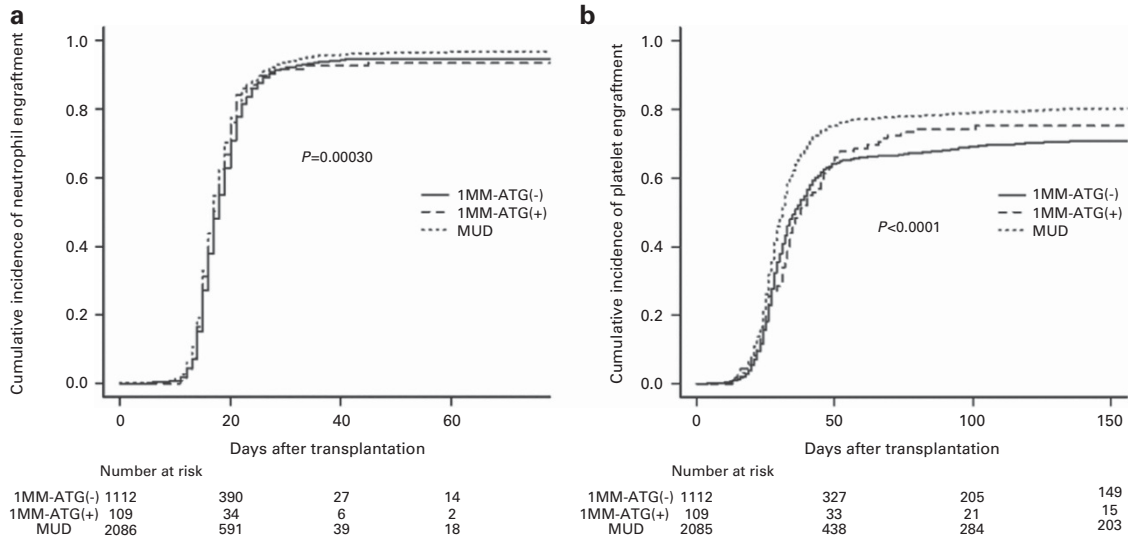 a
Cumulative incidence of neutrophil engraftment
1.0
0.8
0.6
0.4
0.2
0.0
P=0.00030
1MM-ATG(-)
1MM-ATG(+)
MUD
0 20 40 60
Days after transplantation
Number at risk
1MM-ATG(-) 1112 390 27 14
1MM-ATG(+) 109 34 6 2
MUD 2086 591 39 18
b
Cumulative incidence of platelet engraftment
1.0
0.8
0.6
0.4
0.2
0.0
1MM-ATG(-)
1MM-ATG(+)
MUD
P<0.0001
0 50 100 150
Days after transplantation
Number at risk
1MM-ATG(-) 1112 327 205 149
1MM-ATG(+) 109 33 21 15
MUD 2085 438 284 203